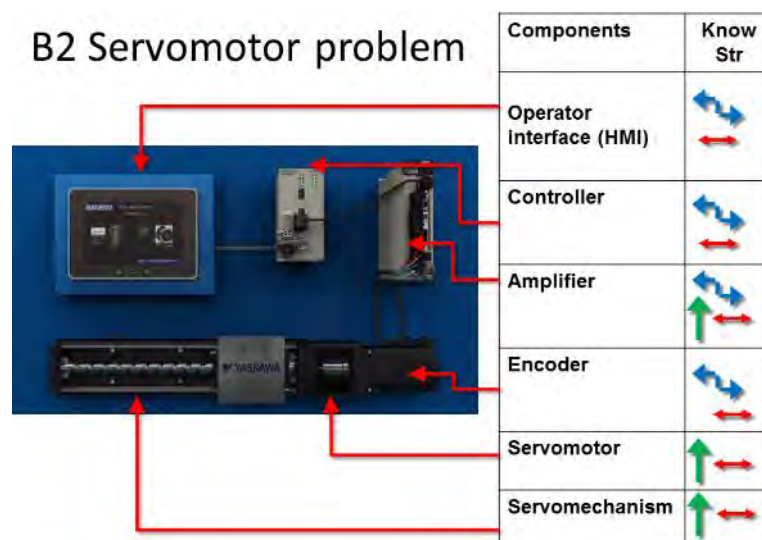 B2 Servomotor problem
Components
Know
Str
Operator
interface (HMI)
Controller
Amplifier
Encoder
Servomotor
Servomechanism
YASKAWA